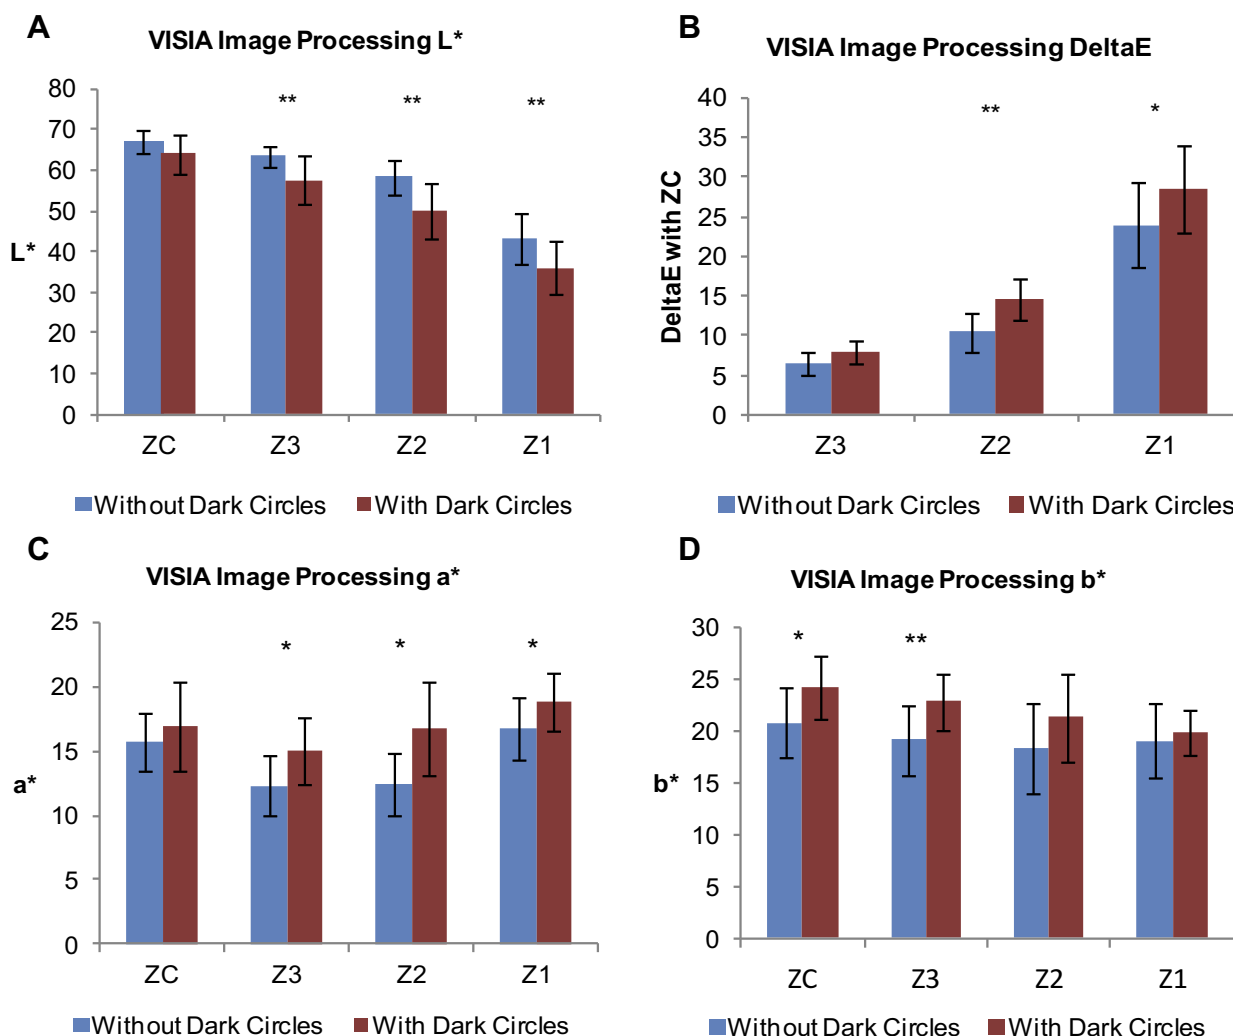 A
VISIA Image Processing L*
80
70
60
50
40
30
20
10
0
L*
** ** **
ZC Z3 Z2 Z1
Without Dark Circles With Dark Circles
B
VISIA Image Processing DeltaE
40
35
30
25
20
15
10
5
0
DeltaE with ZC
** *
Z3 Z2 Z1
Without Dark Circles With Dark Circles
C
VISIA Image Processing a*
25
20
15
10
5
0
a*
* * *
ZC Z3 Z2 Z1
Without Dark Circles With Dark Circles
D
VISIA Image Processing b*
30
25
20
15
10
5
0
b*
* **
ZC Z3 Z2 Z1
Without Dark Circles With Dark Circles